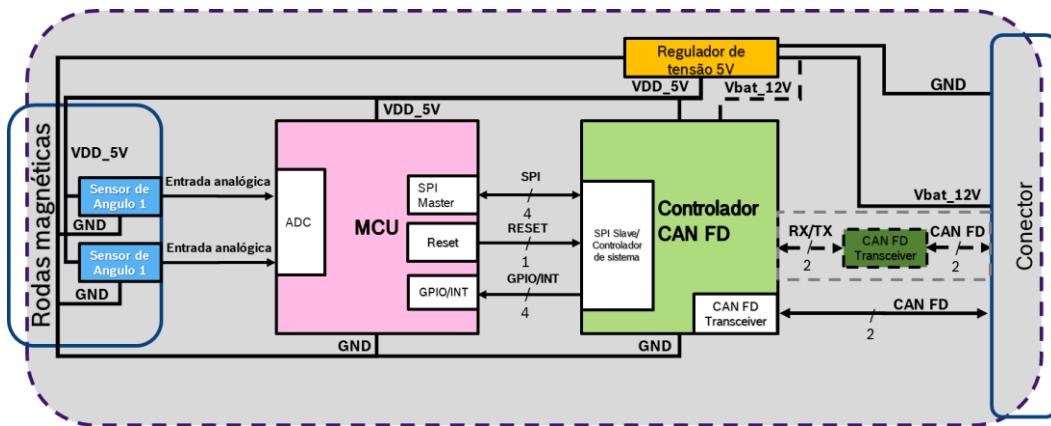 Regulador de
tensão 5V
VDD_5V
Vbat_12V
GND
VDD_5V
Rodas magnéticas
VDD_5V
Sensor de
Angulo 1
GND
Sensor de
Angulo 1
GND
Entrada analógica
Entrada analógica
ADC
MCU
SPI
Master
Reset
GPIO/INT
SPI
4
RESET
1
GPIO/INT
4
Controlador
CAN FD
SPI Slave/
Controlador
de sistema
CAN FD
Transceiver
GND
GND
Vbat_12V
RX/TX
2
CAN FD
Transceiver
CAN FD
2
CAN FD
2
Conector